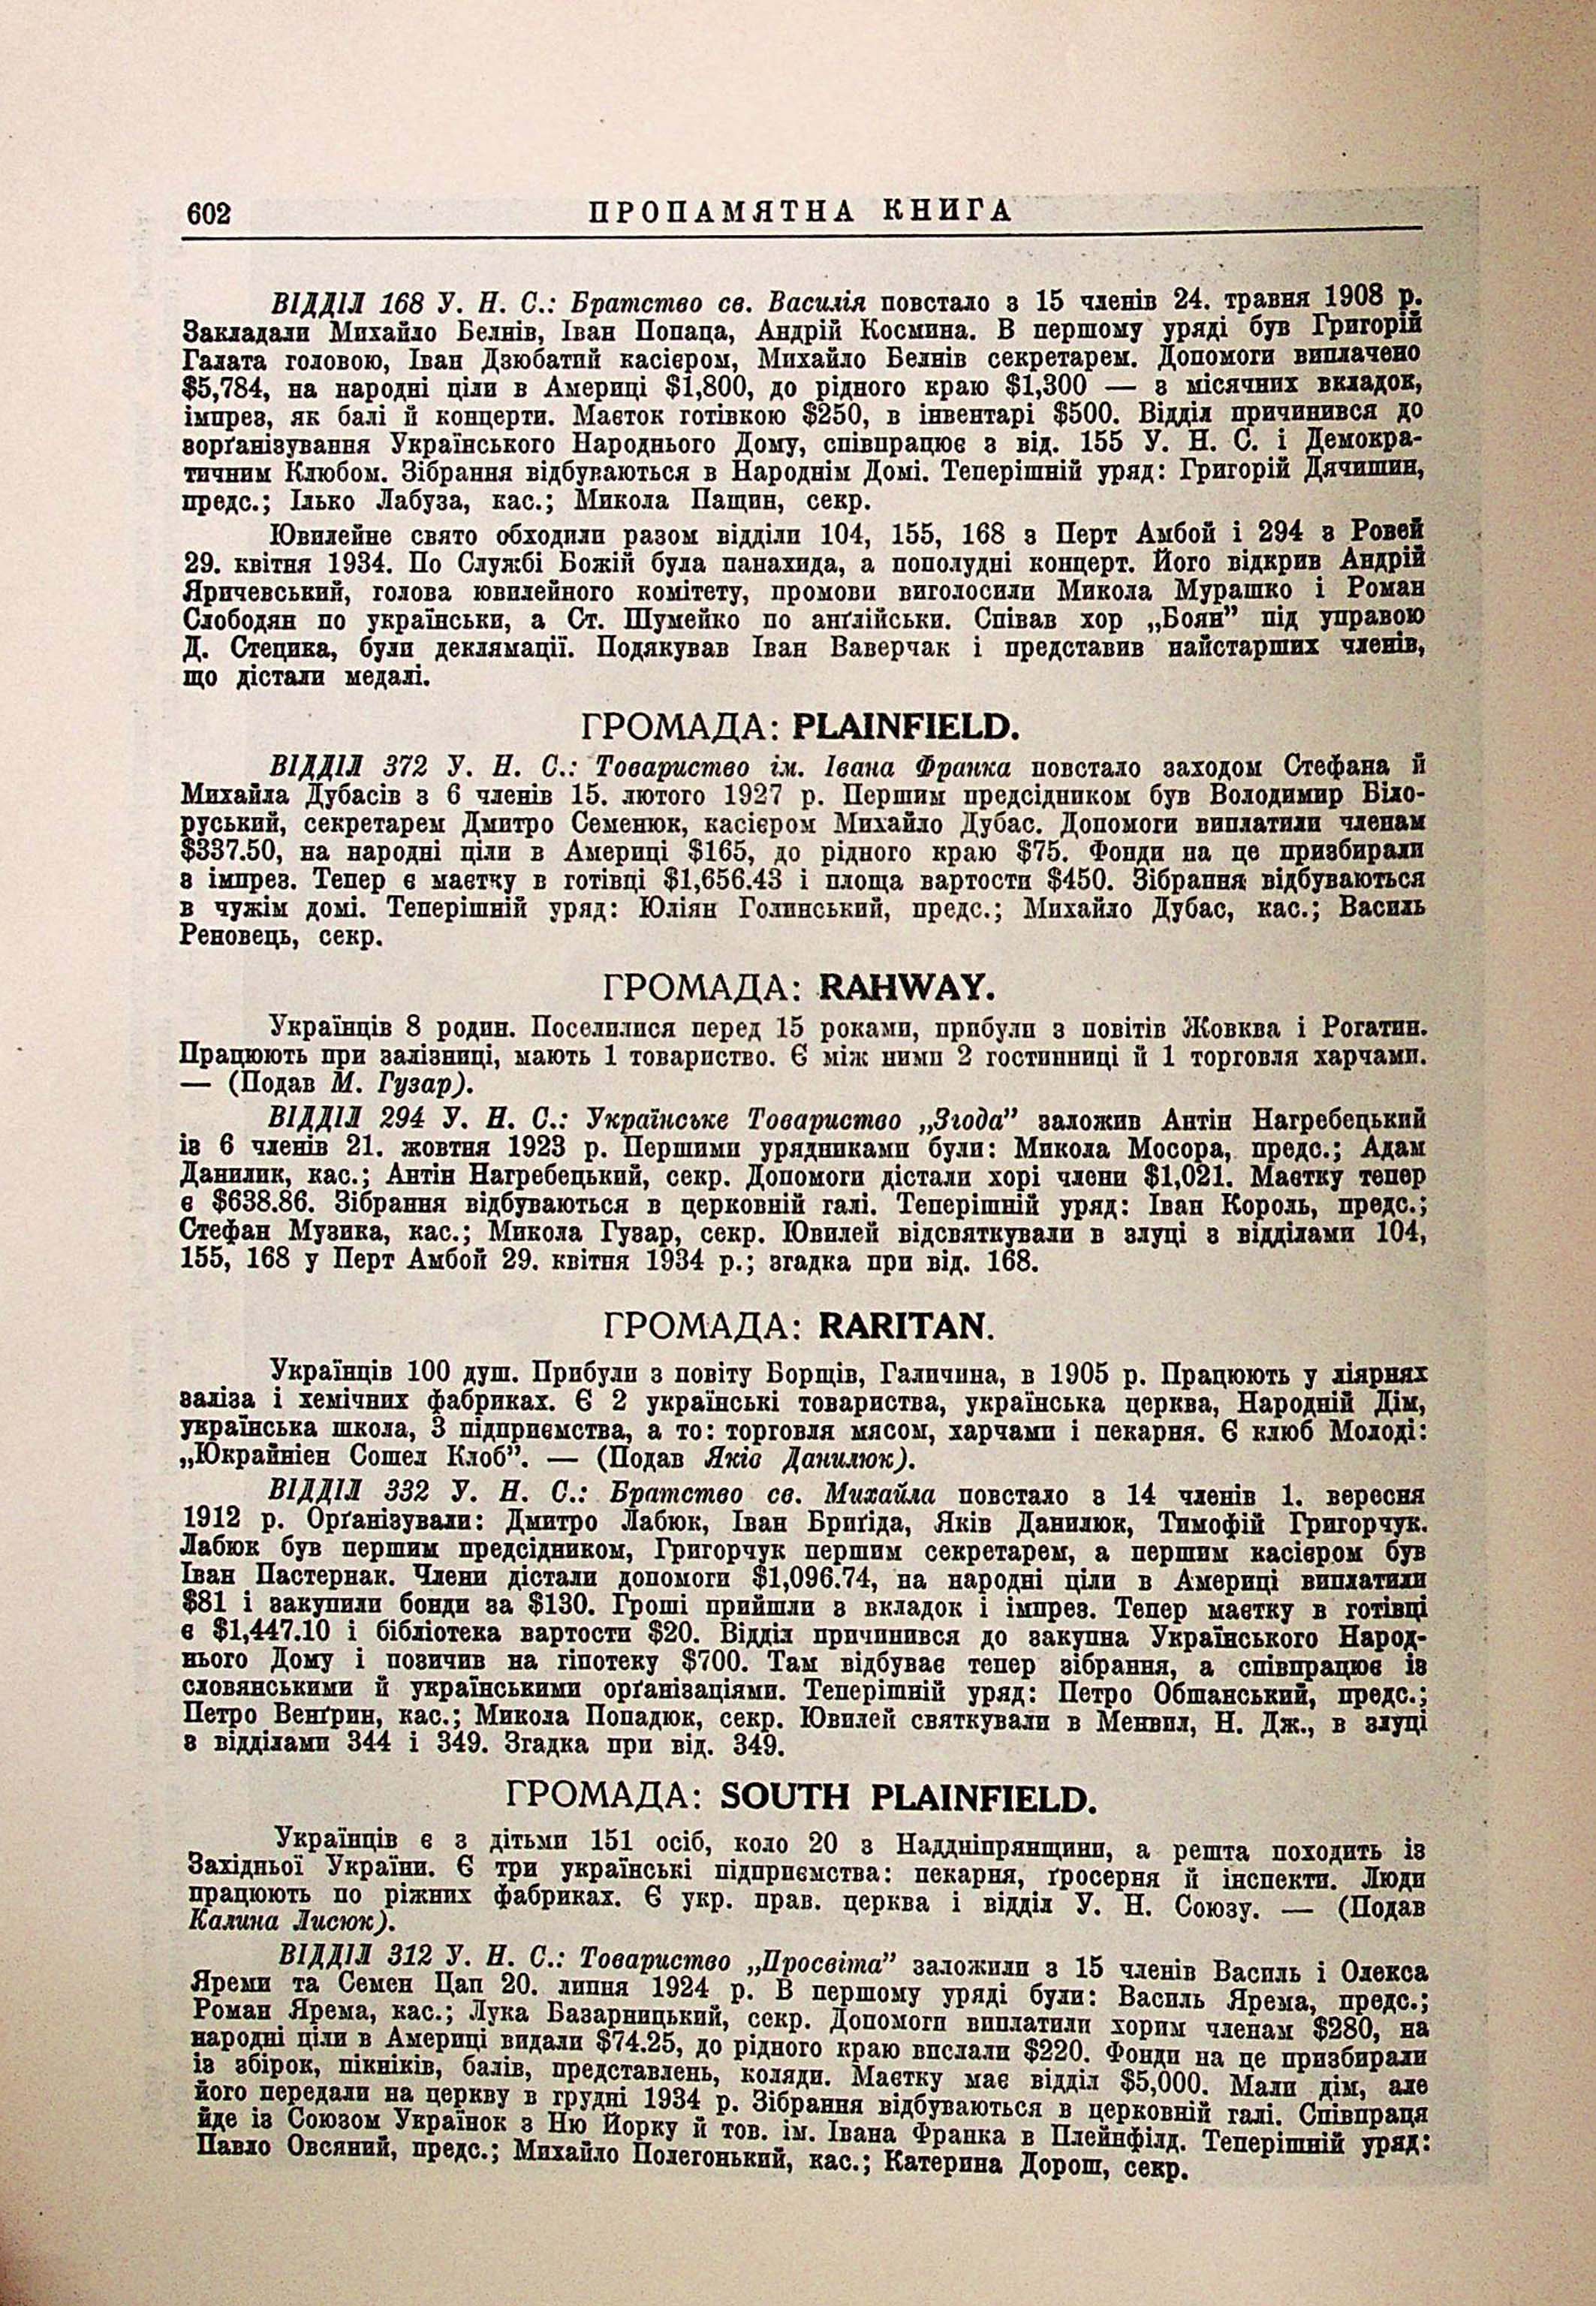 602
ПРОПАМЯТНА КНИГА
ВІДДІЛ 168 У. Н. С.: Братство св. Василія повстало з 15 членів 24. травня 1908 р.
Закладали Михайло Белнів, Іван Попаца, Андрій Космина. В першому уряді був Григорій
Галата головою, Іван Дзюбатий касієром, Михайло Белнів секретарем. Допомоги виплачено
$5,784, на народні ціли в Америці $1,800, до рідного краю $1,300 — з місячних вкладок,
імпрез, як балі й концерти. Маєток готівкою $250, в інвентарі $500. Відділ причинився до
зорґанізування Українського Народнього Дому, співпрацює з від. 155 У. Н. С. і Демокра-
тичним Клюбом. Зібрання відбуваються в Народнім Домі. Теперішній уряд: Григорій Дячишин,
предс.; Ілько Лабуза, кас.; Микола Пащин, секр.
Ювилейне свято обходили разом відділи 104, 155, 168 з Перт Амбой і 294 з Ровей
29. квітня 1934. По Службі Божій була панахида, а пополудні концерт. Його відкрив Андрій
Яричевський, голова ювилейного комітету, промови виголосили Микола Мурашко і Роман
Слободян по українськи, а Ст. Шумейко по анґлійськи. Співав хор „Боян” під управою
Д. Стецика, були деклямації. Подякував Іван Ваверчак і представив найстарших членів,
що дістали медалі.
ГРОМАДА: PLAINFIELD.
ВІДДІЛ 372 У. Н. С.: Товариство ім. Івана Франка повстало заходом Стефана й
Михайла Дубасів з 6 членів 15. лютого 1927 р. Першим предсідником був Володимир Біло-
руський, секретарем Дмитро Семенюк, касієром Михайло Дубас. Допомоги виплатили членам
$337.50, на народні ціли в Америці $165, до рідного краю $75. Фонди на це призбирали
з імпрез. Тепер є маєтку в готівці $1,656.43 і площа вартости $450. Зібрання відбуваються
в чужім домі. Теперішній уряд: Юліян Голинський, предс.; Михайло Дубас, кас.; Василь
Реновець, секр.
ГРОМАДА: RAHWAY.
Українців 8 родин. Поселилися перед 15 роками, прибули з повітів Жовква і Рогатин.
Працюють при залізниці, мають 1 товариство. Є між ними 2 гостинниці й 1 торговля харчами.
— (Подав М. Гузар).
ВІДДІЛ 294 У. Н. С.: Українське Товариство „Згода” заложив Антін Нагребецький
із 6 членів 21. жовтня 1923 р. Першими урядниками були: Микола Мосора, предс.; Адам
Данилик, кас.; Антін Нагребецький, секр. Допомоги дістали хорі члени $1,021. Маєтку тепер
є $638.86. Зібрання відбуваються в церковній галі. Теперішній уряд: Іван Король, предс.;
Стефан Музика, кас.; Микола Гузар, секр. Ювилей відсвяткували в злуці з відділами 104,
155, 168 у Перт Амбой 29. квітня 1934 р.; згадка при від. 168.
ГРОМАДА: RARITAN.
Українців 100 душ. Прибули з повіту Борщів, Галичина, в 1905 р. Працюють у ліярнях
заліза і хемічних фабриках. Є 2 українські товариства, українська церква, Народній Дім,
українська школа, 3 підприємства, а то: торговля мясом, харчами і пекарня. Є клюб Молоді:
„Юкрайніен Сошел Клоб”. — (Подав Якіо Данилюк).
ВІДДІЛ 332 У. Н. С.: Братство св. Михайла повстало з 14 членів 1. вересня
1912 р. Орґанізували: Дмитро Лабюк, Іван Бриґіда, Яків Данилюк, Тимофій Григорчук.
Лабюк був першим предсідником, Григорчук першим секретарем, а першим касієром був
Іван Пастернак. Члени дістали допомоги $1,096.74, на народні ціли в Америці виплатили
$81 і закупили бонди за $130. Гроші прийшли з вкладок і імпрез. Тепер маєтку в готівці
є $1,447.10 і бібліотека вартости $20. Відділ причинився до закупна Українського Народ-
нього Дому і позичив на гіпотеку $700. Там відбуває тепер зібрання, а співпрацює із
словянськими й українськими орґанізаціями. Теперішній уряд: Петро Обшанський, предс.;
Петро Венґрин, кас.; Микола Попадюк, секр. Ювилей святкували в Менвил, Н. Дж., в злуці
з відділами 344 і 349. Згадка при від. 349.
ГРОМАДА: SOUTH PLAINFIELD.
Українців є з дітьми 151 осіб, коло 20 з Наддніпрянщини, а решта походить із
Західньої України. Є три українські підприємства: пекарня, ґросерня й інспекти. Люди
працюють по ріжних фабриках. Є укр. прав. церква і відділ У. Н. Союзу. — (Подав
Калина Лисюк).
ВІДДІЛ 312 У. Н. С.: Товариство „Просвіта” заложили з 15 членів Василь і Олекса
Яреми та Семен Цап 20. липня 1924 р. В першому уряді були: Василь Ярема, предс.;
Роман Ярема, кас.; Лука Базарницький, секр. Допомоги виплатили хорим членам $280, на
народні ціли в Америці видали $74.25, до рідного краю вислали $220. Фонди на це призбирали
із збірок, пікніків, балів, представлень, коляди. Маєтку має відділ $5,000. Мали дім, але
його передали на церкву в грудні 1934 р. Зібрання відбуваються в церковній галі. Співпраця
йде із Союзом Українок з Ню Йорку й тов. ім. Івана Франка в Плейнфілд. Теперішній уряд:
Павло Овсяний, предс.; Михайло Полегонький, кас.; Катерина Дорош, секр.